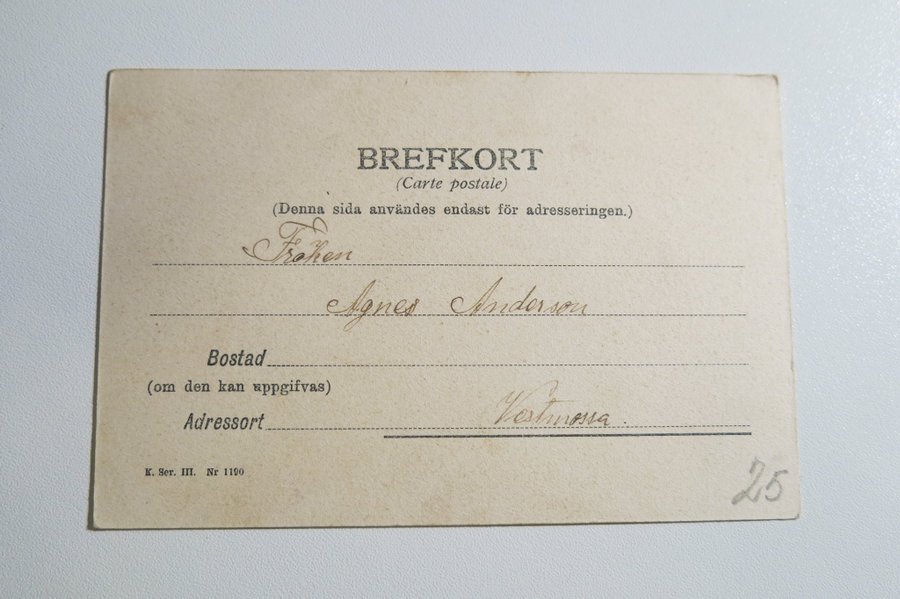 BREFKORT
(Carte postale)
(Denna sida användes endast för adresseringen.)
Fröken
Agnes Anderson
Bostad
(om den kan uppgifvas)
Adressort Vestmossa.
K. Ser. III. Nr 1190
25